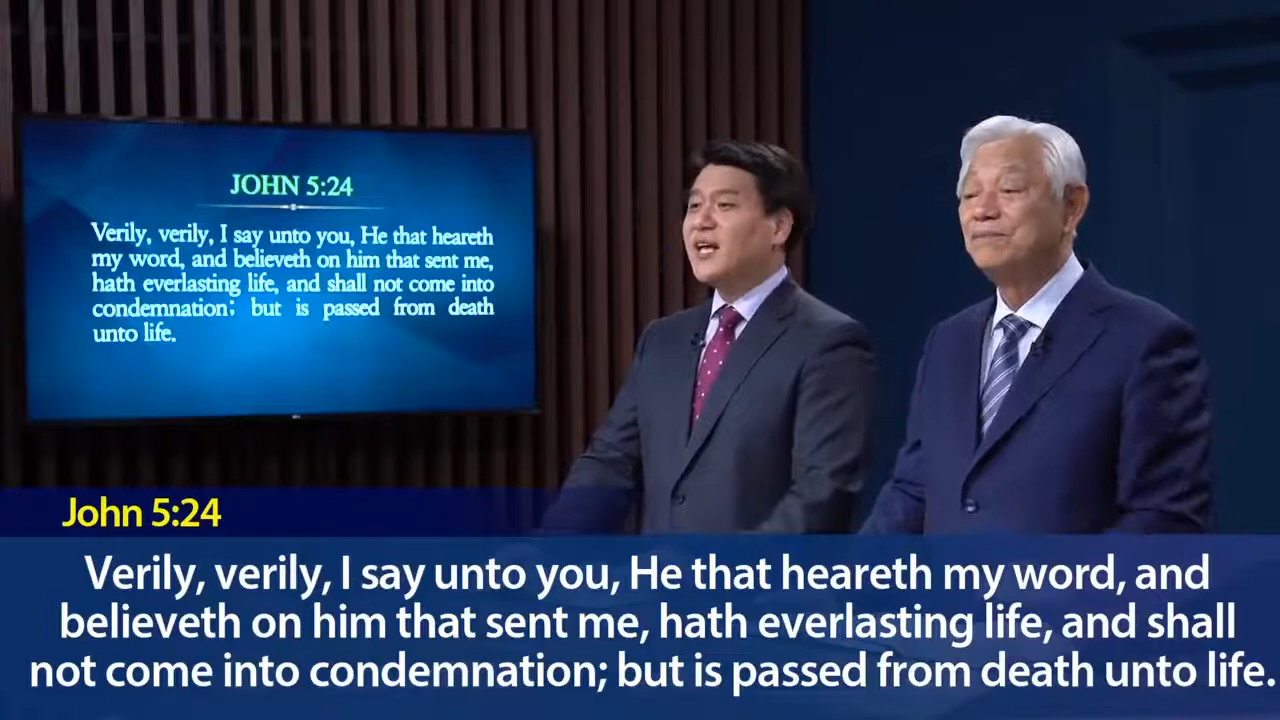 JOHN 5:24
Verily, verily, I say unto you, He that heareth
my word, and believeth on him that sent me,
hath everlasting life, and shall not come into
condemnation; but is passed from death
unto life.
John 5:24
Verily, verily, I say unto you, He that heareth my word, and
believeth on him that sent me, hath everlasting life, and shall
not come into condemnation; but is passed from death unto life.